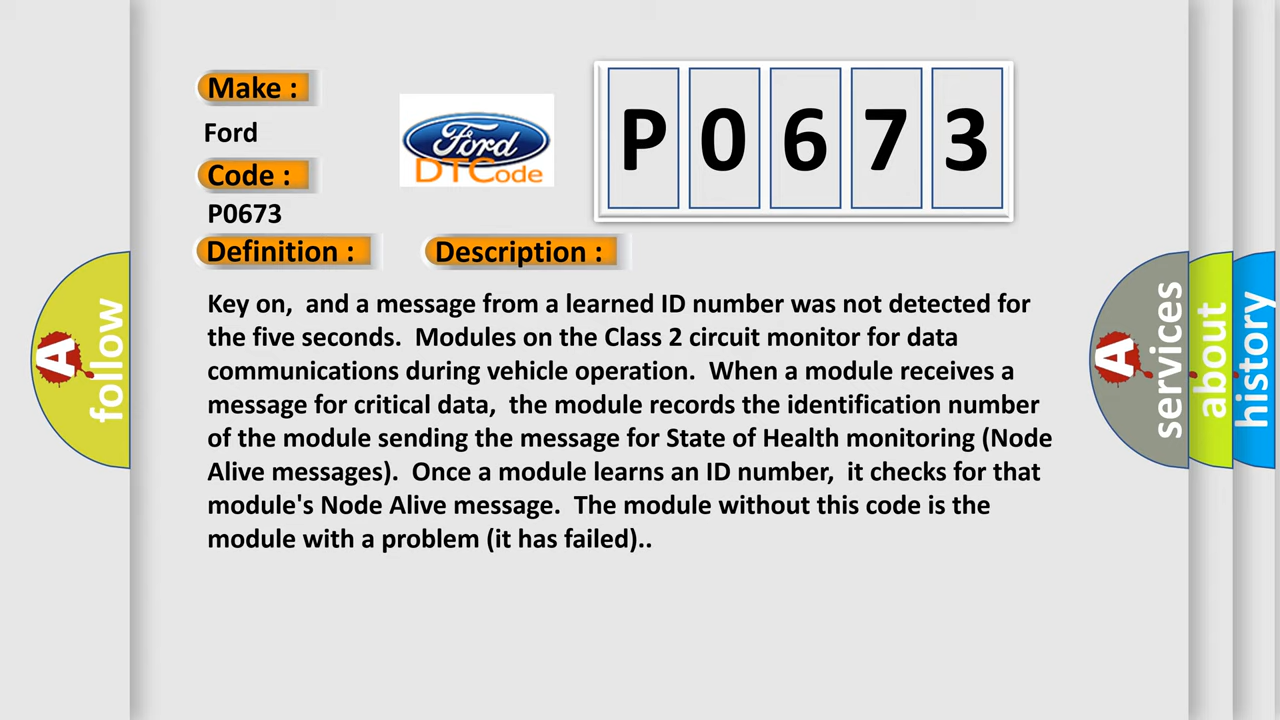 Make :
Ford
Code :
P0673
Ford
DTCode
P0673
Definition :
Description :
Key on,  and a message from a learned ID number was not detected for
the five seconds  Modules on the Class 2 circuit monitor for data
communications during vehicle operation  When a module receives a
message for critical data,  the module records the identification number
of the module sending the message for State of Health monitoring (Node
Alive messages)  Once a module learns an ID number,  it checks for that
module's Node Alive message  The module without this code is the
module with a problem (it has failed)..
A follow
A services
about
history